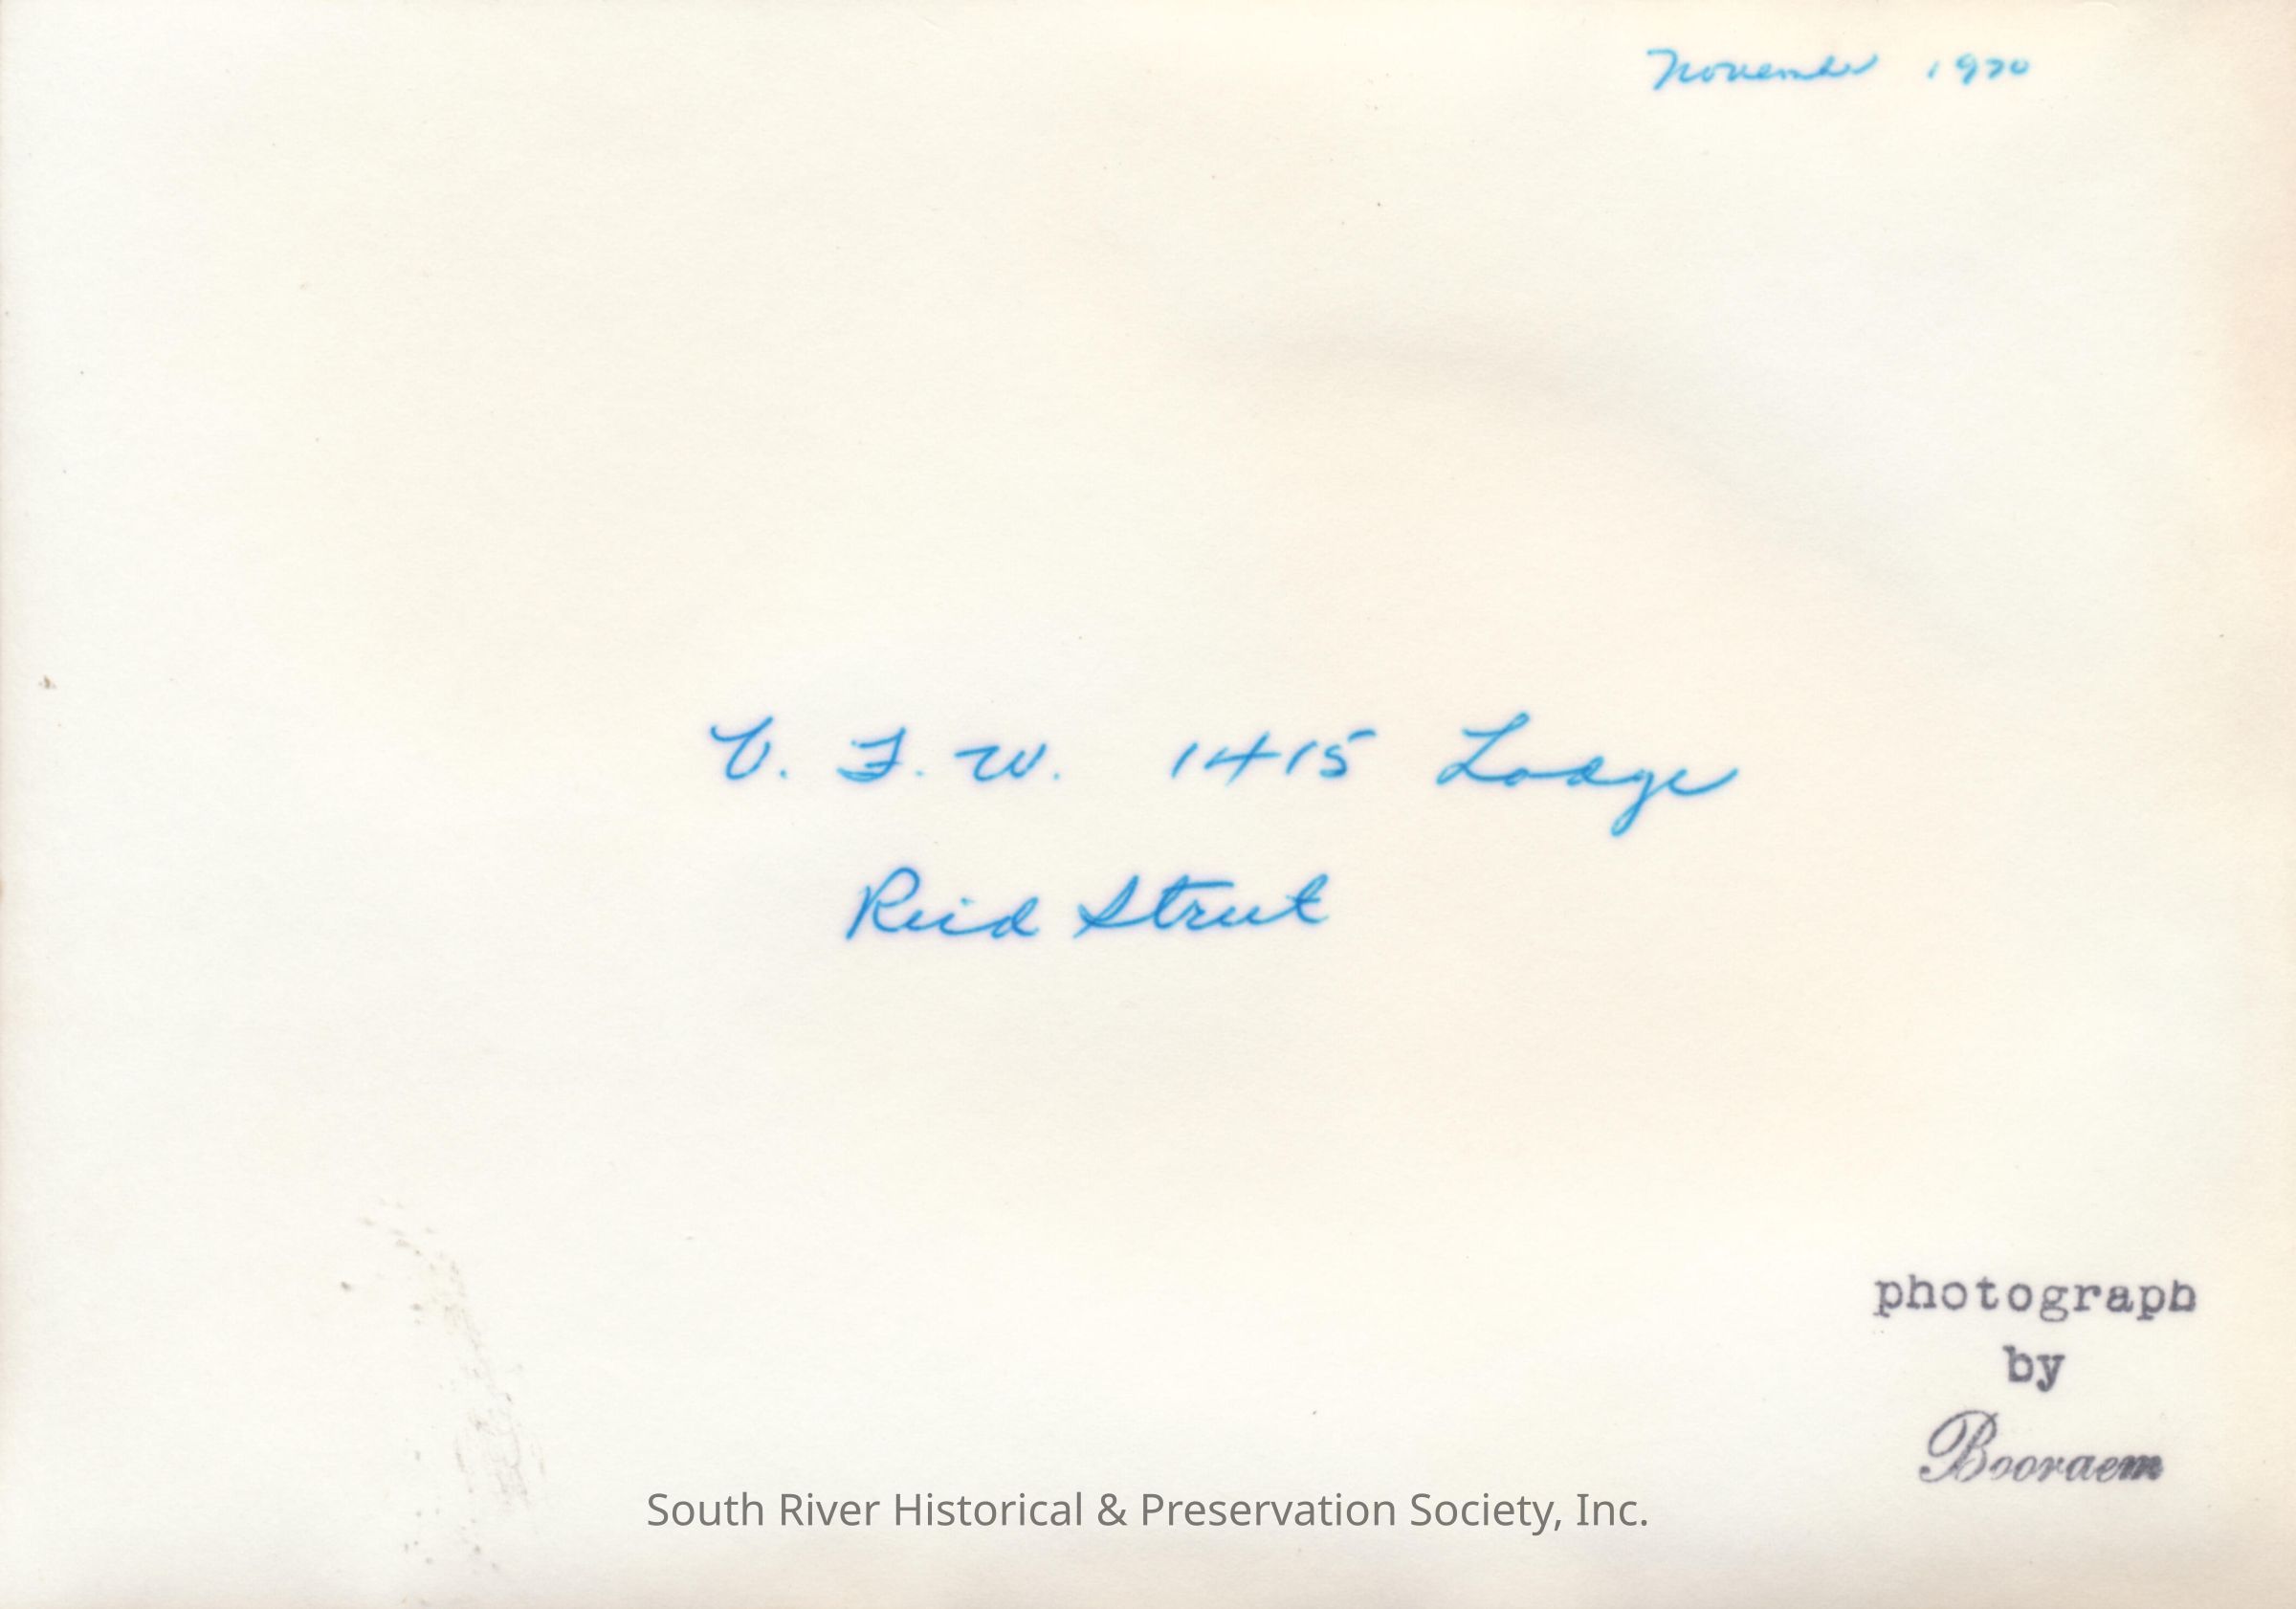 November 1970
V. F. W. 1415 Lodge
Reid Street
photograph
by
Booraem
South River Historical & Preservation Society, Inc.